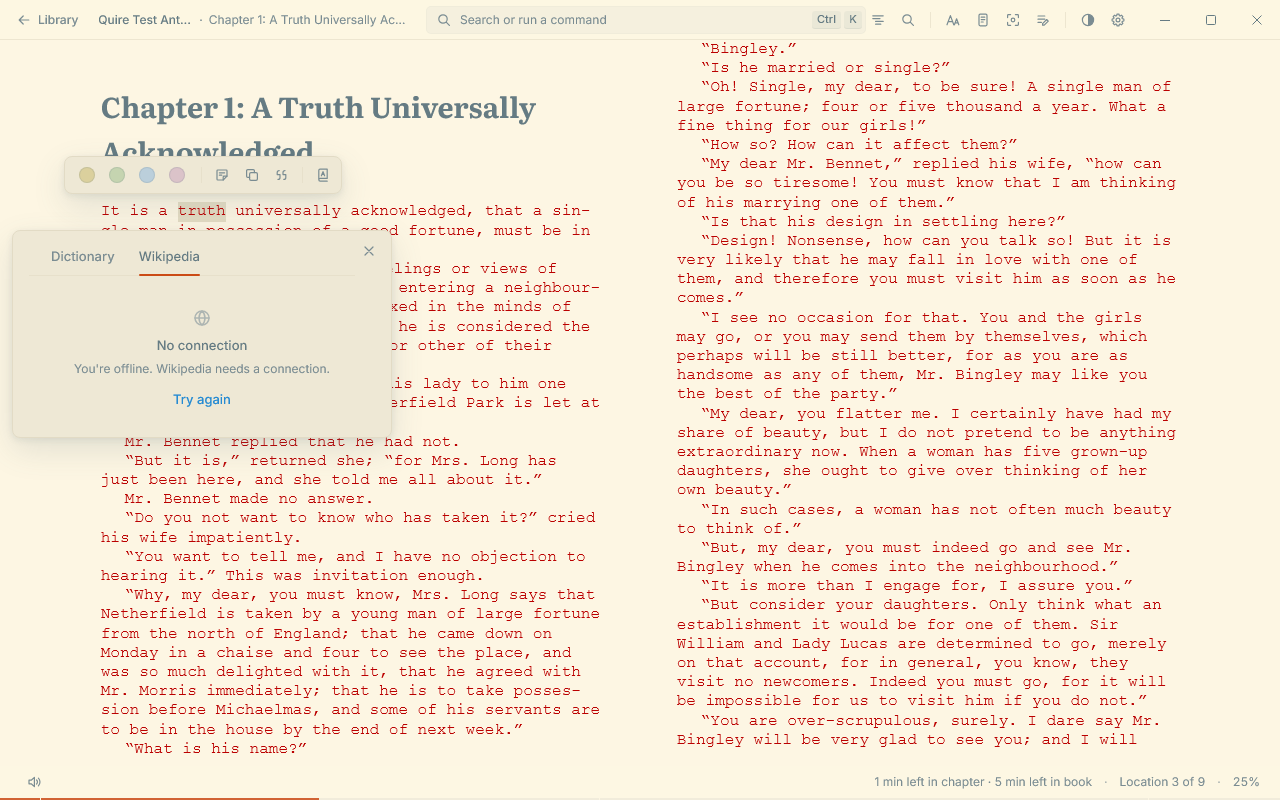 Library
Quire Test Ant... · Chapter 1: A Truth Universally Ac...
Search or run a command
Ctrl K
Chapter 1: A Truth Universally
Acknowledged
It is a truth universally acknowledged, that a sin-
gle man in possession of a good fortune, must be in
Dictionary
Wikipedia
No connection
You're offline. Wikipedia needs a connection.
Try again
lings or views of
entering a neighbour-
xed in the minds of
he is considered the
or other of their
is lady to him one
erfield Park is let at
Mr. Bennet replied that he had not.
“But it is,” returned she; “for Mrs. Long has
just been here, and she told me all about it.”
Mr. Bennet made no answer.
“Do you not want to know who has taken it?” cried
his wife impatiently.
“You want to tell me, and I have no objection to
hearing it.” This was invitation enough.
“Why, my dear, you must know, Mrs. Long says that
Netherfield is taken by a young man of large fortune
from the north of England; that he came down on
Monday in a chaise and four to see the place, and
was so much delighted with it, that he agreed with
Mr. Morris immediately; that he is to take posses-
sion before Michaelmas, and some of his servants are
to be in the house by the end of next week.”
“What is his name?”
“Bingley.”
“Is he married or single?”
“Oh! Single, my dear, to be sure! A single man of
large fortune; four or five thousand a year. What a
fine thing for our girls!”
“How so? How can it affect them?”
“My dear Mr. Bennet,” replied his wife, “how can
you be so tiresome! You must know that I am thinking
of his marrying one of them.”
“Is that his design in settling here?”
“Design! Nonsense, how can you talk so! But it is
very likely that he may fall in love with one of
them, and therefore you must visit him as soon as he
comes.”
“I see no occasion for that. You and the girls
may go, or you may send them by themselves, which
perhaps will be still better, for as you are as
handsome as any of them, Mr. Bingley may like you
the best of the party.”
“My dear, you flatter me. I certainly have had my
share of beauty, but I do not pretend to be anything
extraordinary now. When a woman has five grown-up
daughters, she ought to give over thinking of her
own beauty.”
“In such cases, a woman has not often much beauty
to think of.”
“But, my dear, you must indeed go and see Mr.
Bingley when he comes into the neighbourhood.”
“It is more than I engage for, I assure you.”
“But consider your daughters. Only think what an
establishment it would be for one of them. Sir
William and Lady Lucas are determined to go, merely
on that account, for in general, you know, they
visit no newcomers. Indeed you must go, for it will
be impossible for us to visit him if you do not.”
“You are over-scrupulous, surely. I dare say Mr.
Bingley will be very glad to see you; and I will
1 min left in chapter · 5 min left in book · Location 3 of 9 · 25%